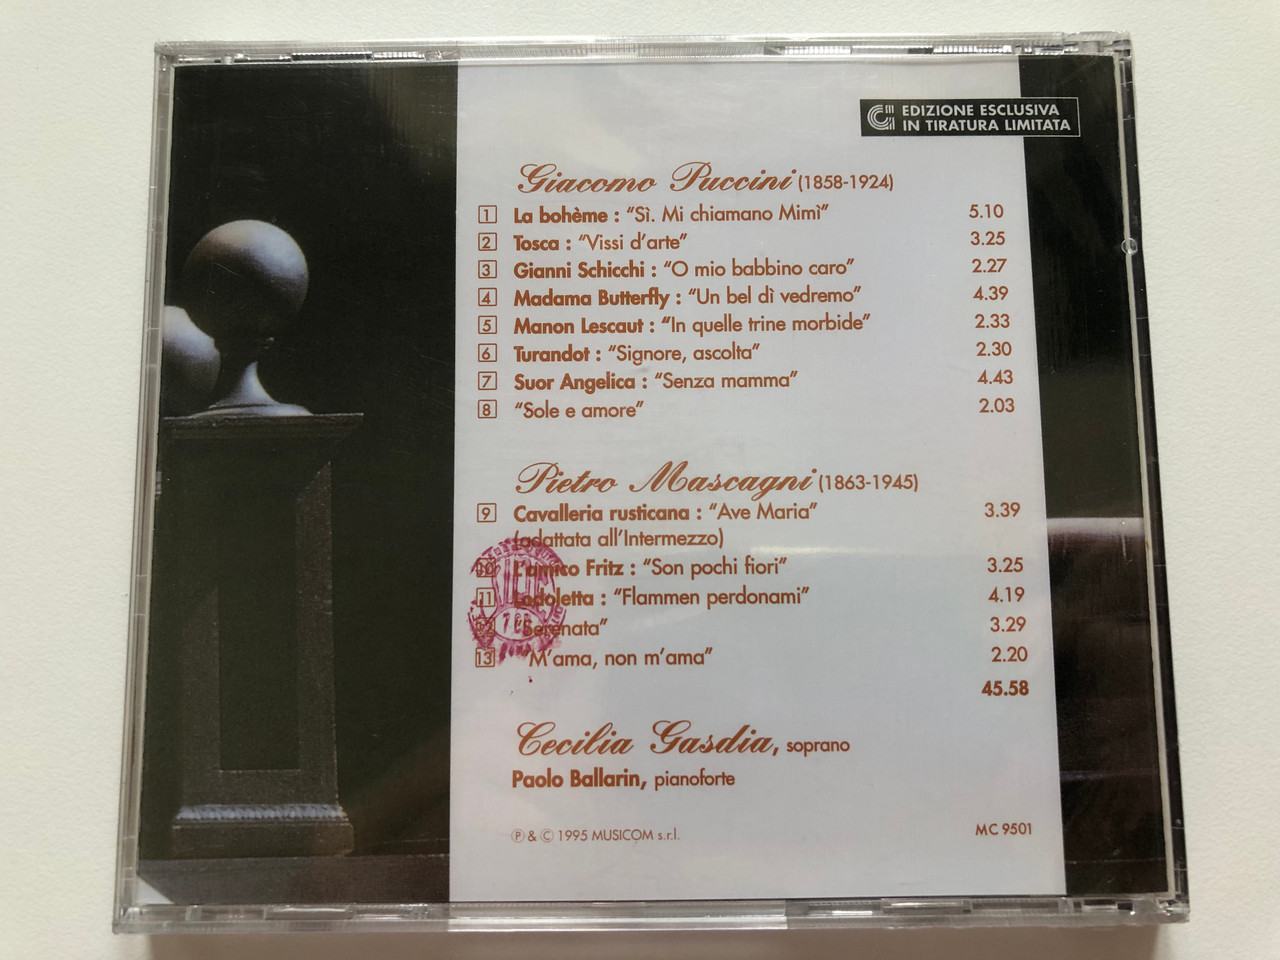 EDIZIONE ESCLUSIVA
IN TIRATURA LIMITATA
Giacomo Puccini (1858-1924)
1 La bohème : “Sì. Mi chiamano Mimì” 5.10
2 Tosca : “Vissi d’arte” 3.25
3 Gianni Schicchi : “O mio babbino caro” 2.27
4 Madama Butterfly : “Un bel dì vedremo” 4.39
5 Manon Lescaut : “In quelle trine morbide” 2.33
6 Turandot : “Signore, ascolta” 2.30
7 Suor Angelica : “Senza mamma” 4.43
8 “Sole e amore” 2.03
Pietro Mascagni (1863-1945)
9 Cavalleria rusticana : “Ave Maria” 3.39
(adattata all’Intermezzo)
10 L’amico Fritz : “Son pochi fiori” 3.25
11 Lodoletta : “Flammen perdonami” 4.19
12 “Serenata” 3.29
13 “M’ama, non m’ama” 2.20
45.58
Cecilia Gasdia, soprano
Paolo Ballarin, pianoforte
℗ & © 1995 MUSICOM s.r.l. MC 9501